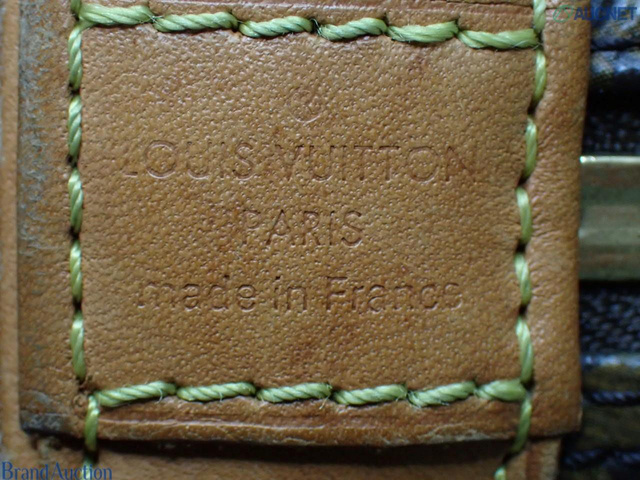 LOUIS VUITTON
PARIS
made in France
Brand Auction